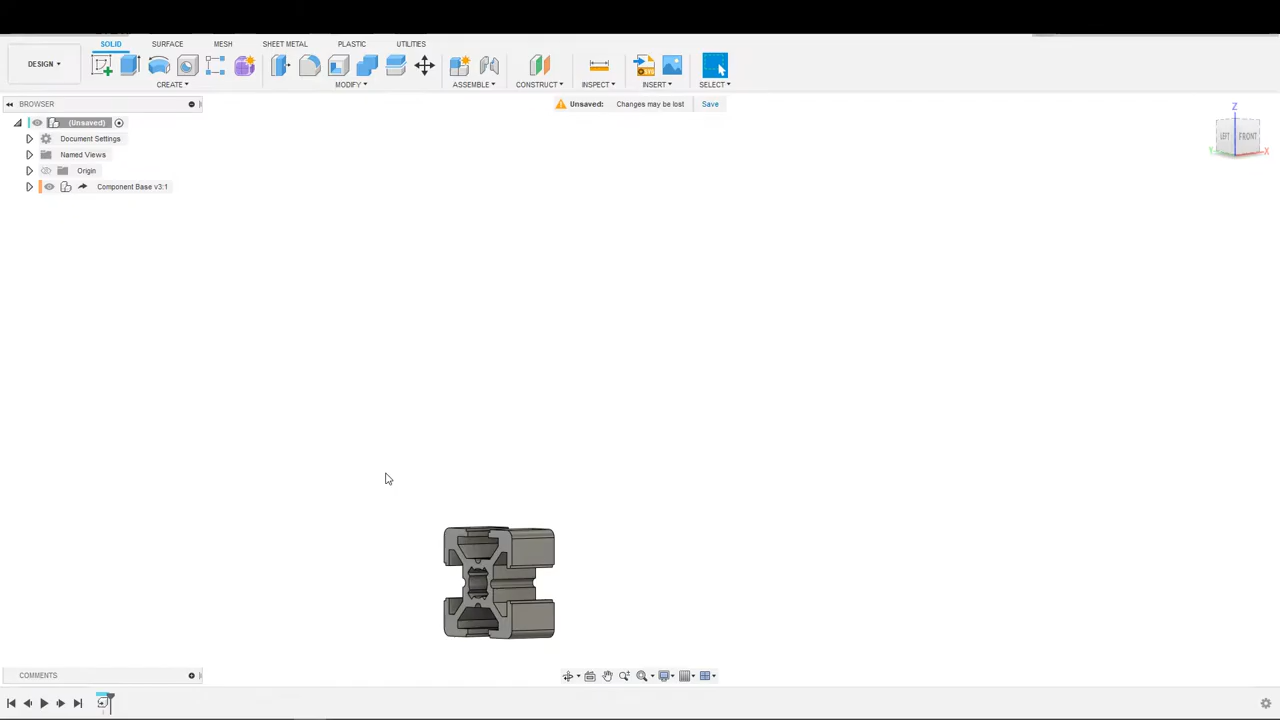 SOLID SURFACE MESH SHEET METAL PLASTIC UTILITIES
DESIGN
CREATE MODIFY ASSEMBLE CONSTRUCT INSPECT INSERT SELECT
BROWSER
Unsaved: Changes may be lost Save
(Unsaved)
Document Settings
Named Views
Origin
Component Base v3:1
Z
LEFT FRONT
Y X
COMMENTS